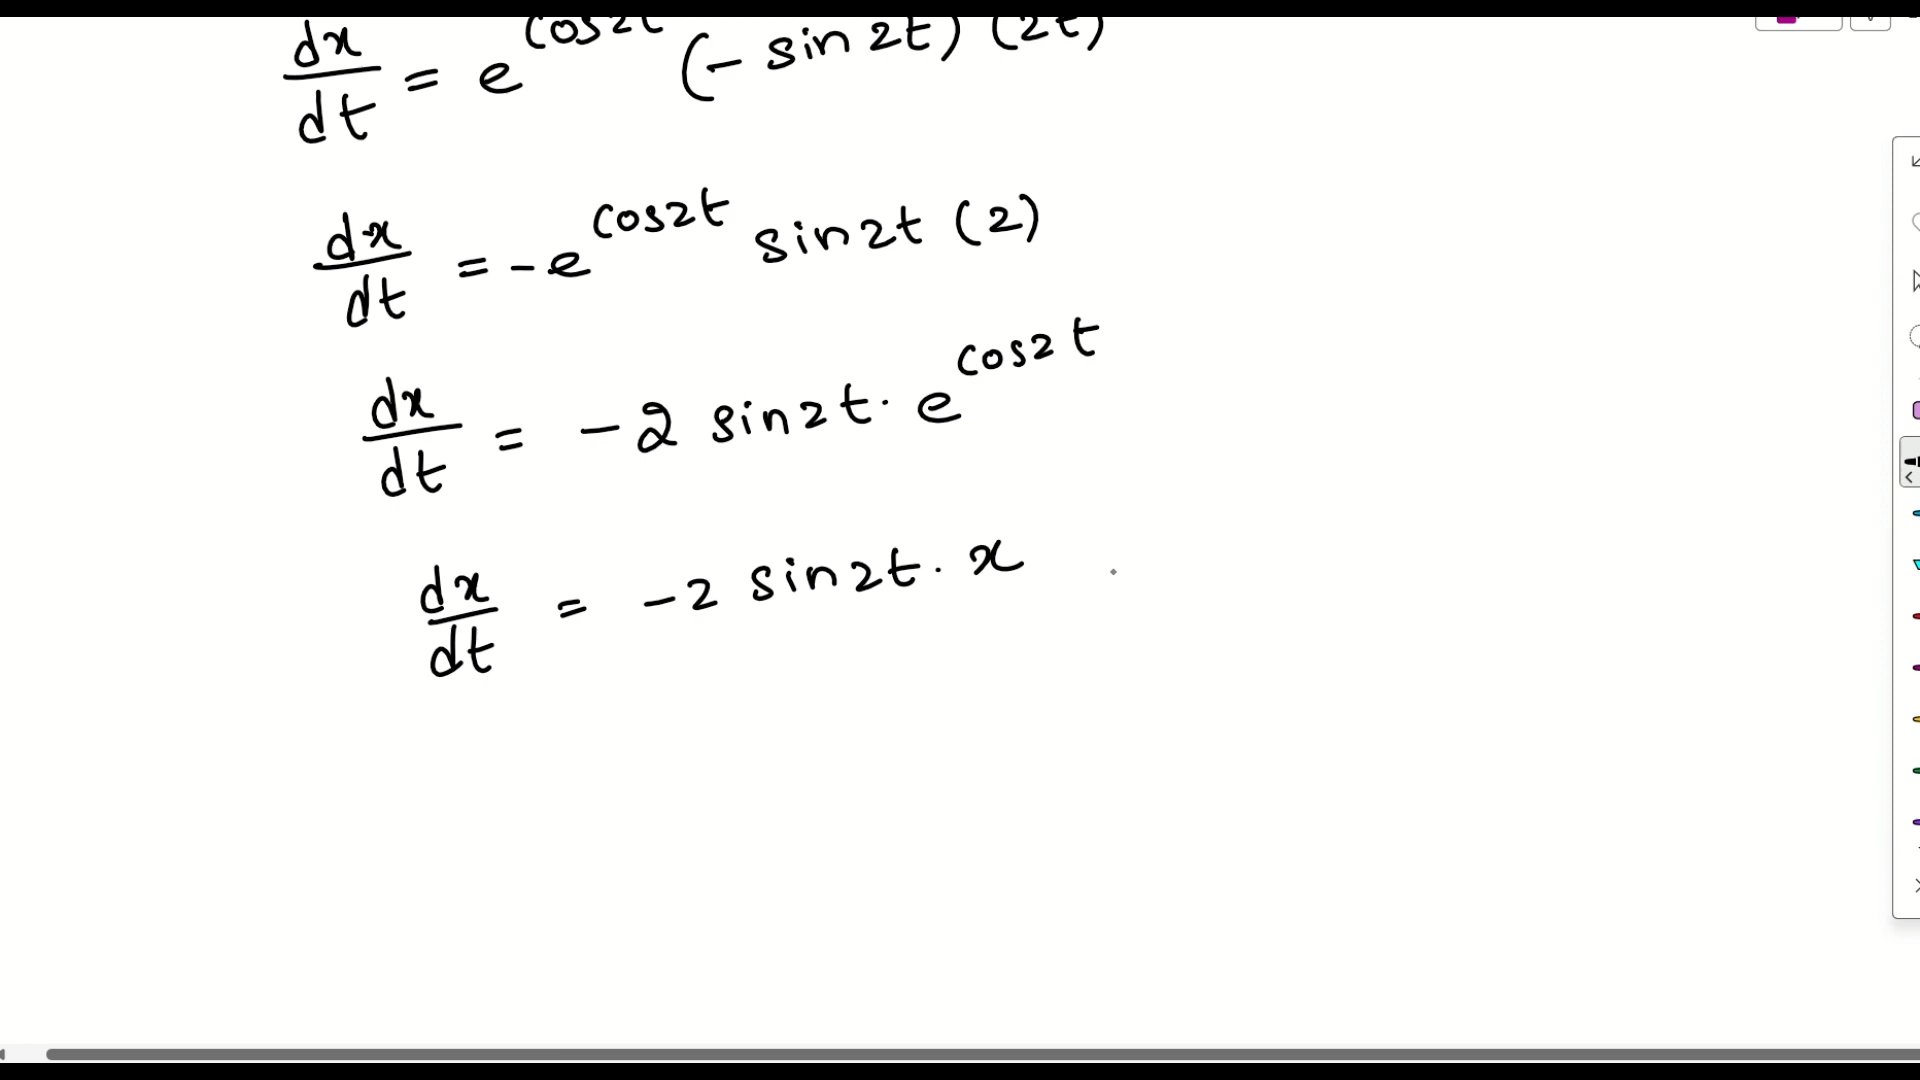 dx/dt = e^cos2t (- sin 2t) (2t)
dx/dt = -e^cos2t sin2t (2)
dx/dt = -2 sin2t · e^cos2t
dx/dt = -2 sin2t · x